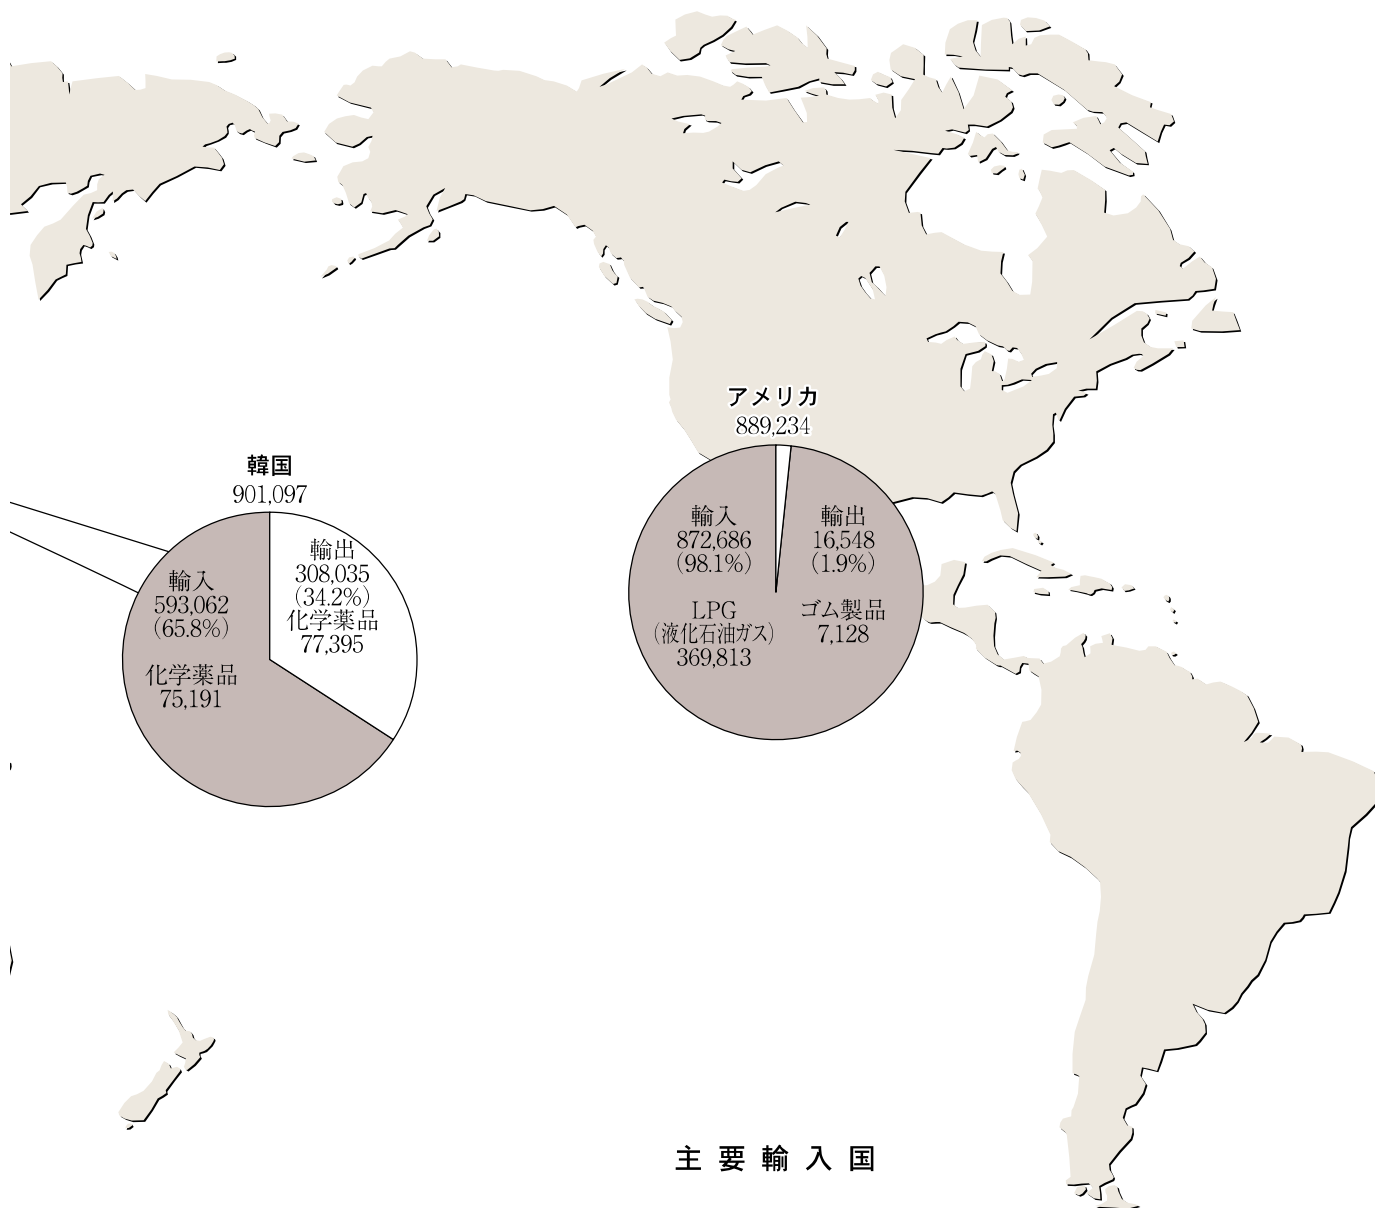 アメリカ
889,234
輸入
872,686
(98.1%)
LPG
(液化石油ガス)
369,813
輸出
16,548
(1.9%)
ゴム製品
7,128
韓国
901,097
輸入
593,062
(65.8%)
化学薬品
75,191
輸出
308,035
(34.2%)
化学薬品
77,395
主要輸入国